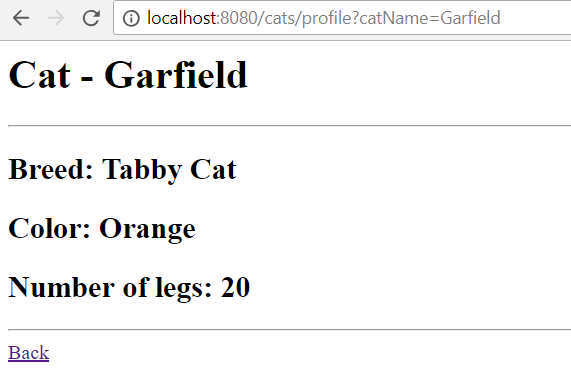 localhost:8080/cats/profile?catName=Garfield
Cat - Garfield
Breed: Tabby Cat
Color: Orange
Number of legs: 20
Back